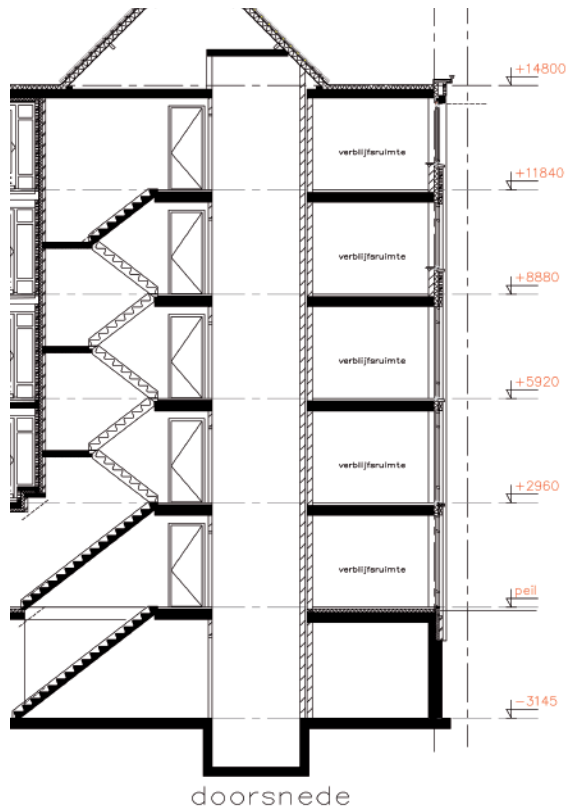 +14800
verblijfsruimte
+11840
verblijfsruimte
+8880
verblijfsruimte
+5920
verblijfsruimte
+2960
verblijfsruimte
peil
-3145
doorsnede